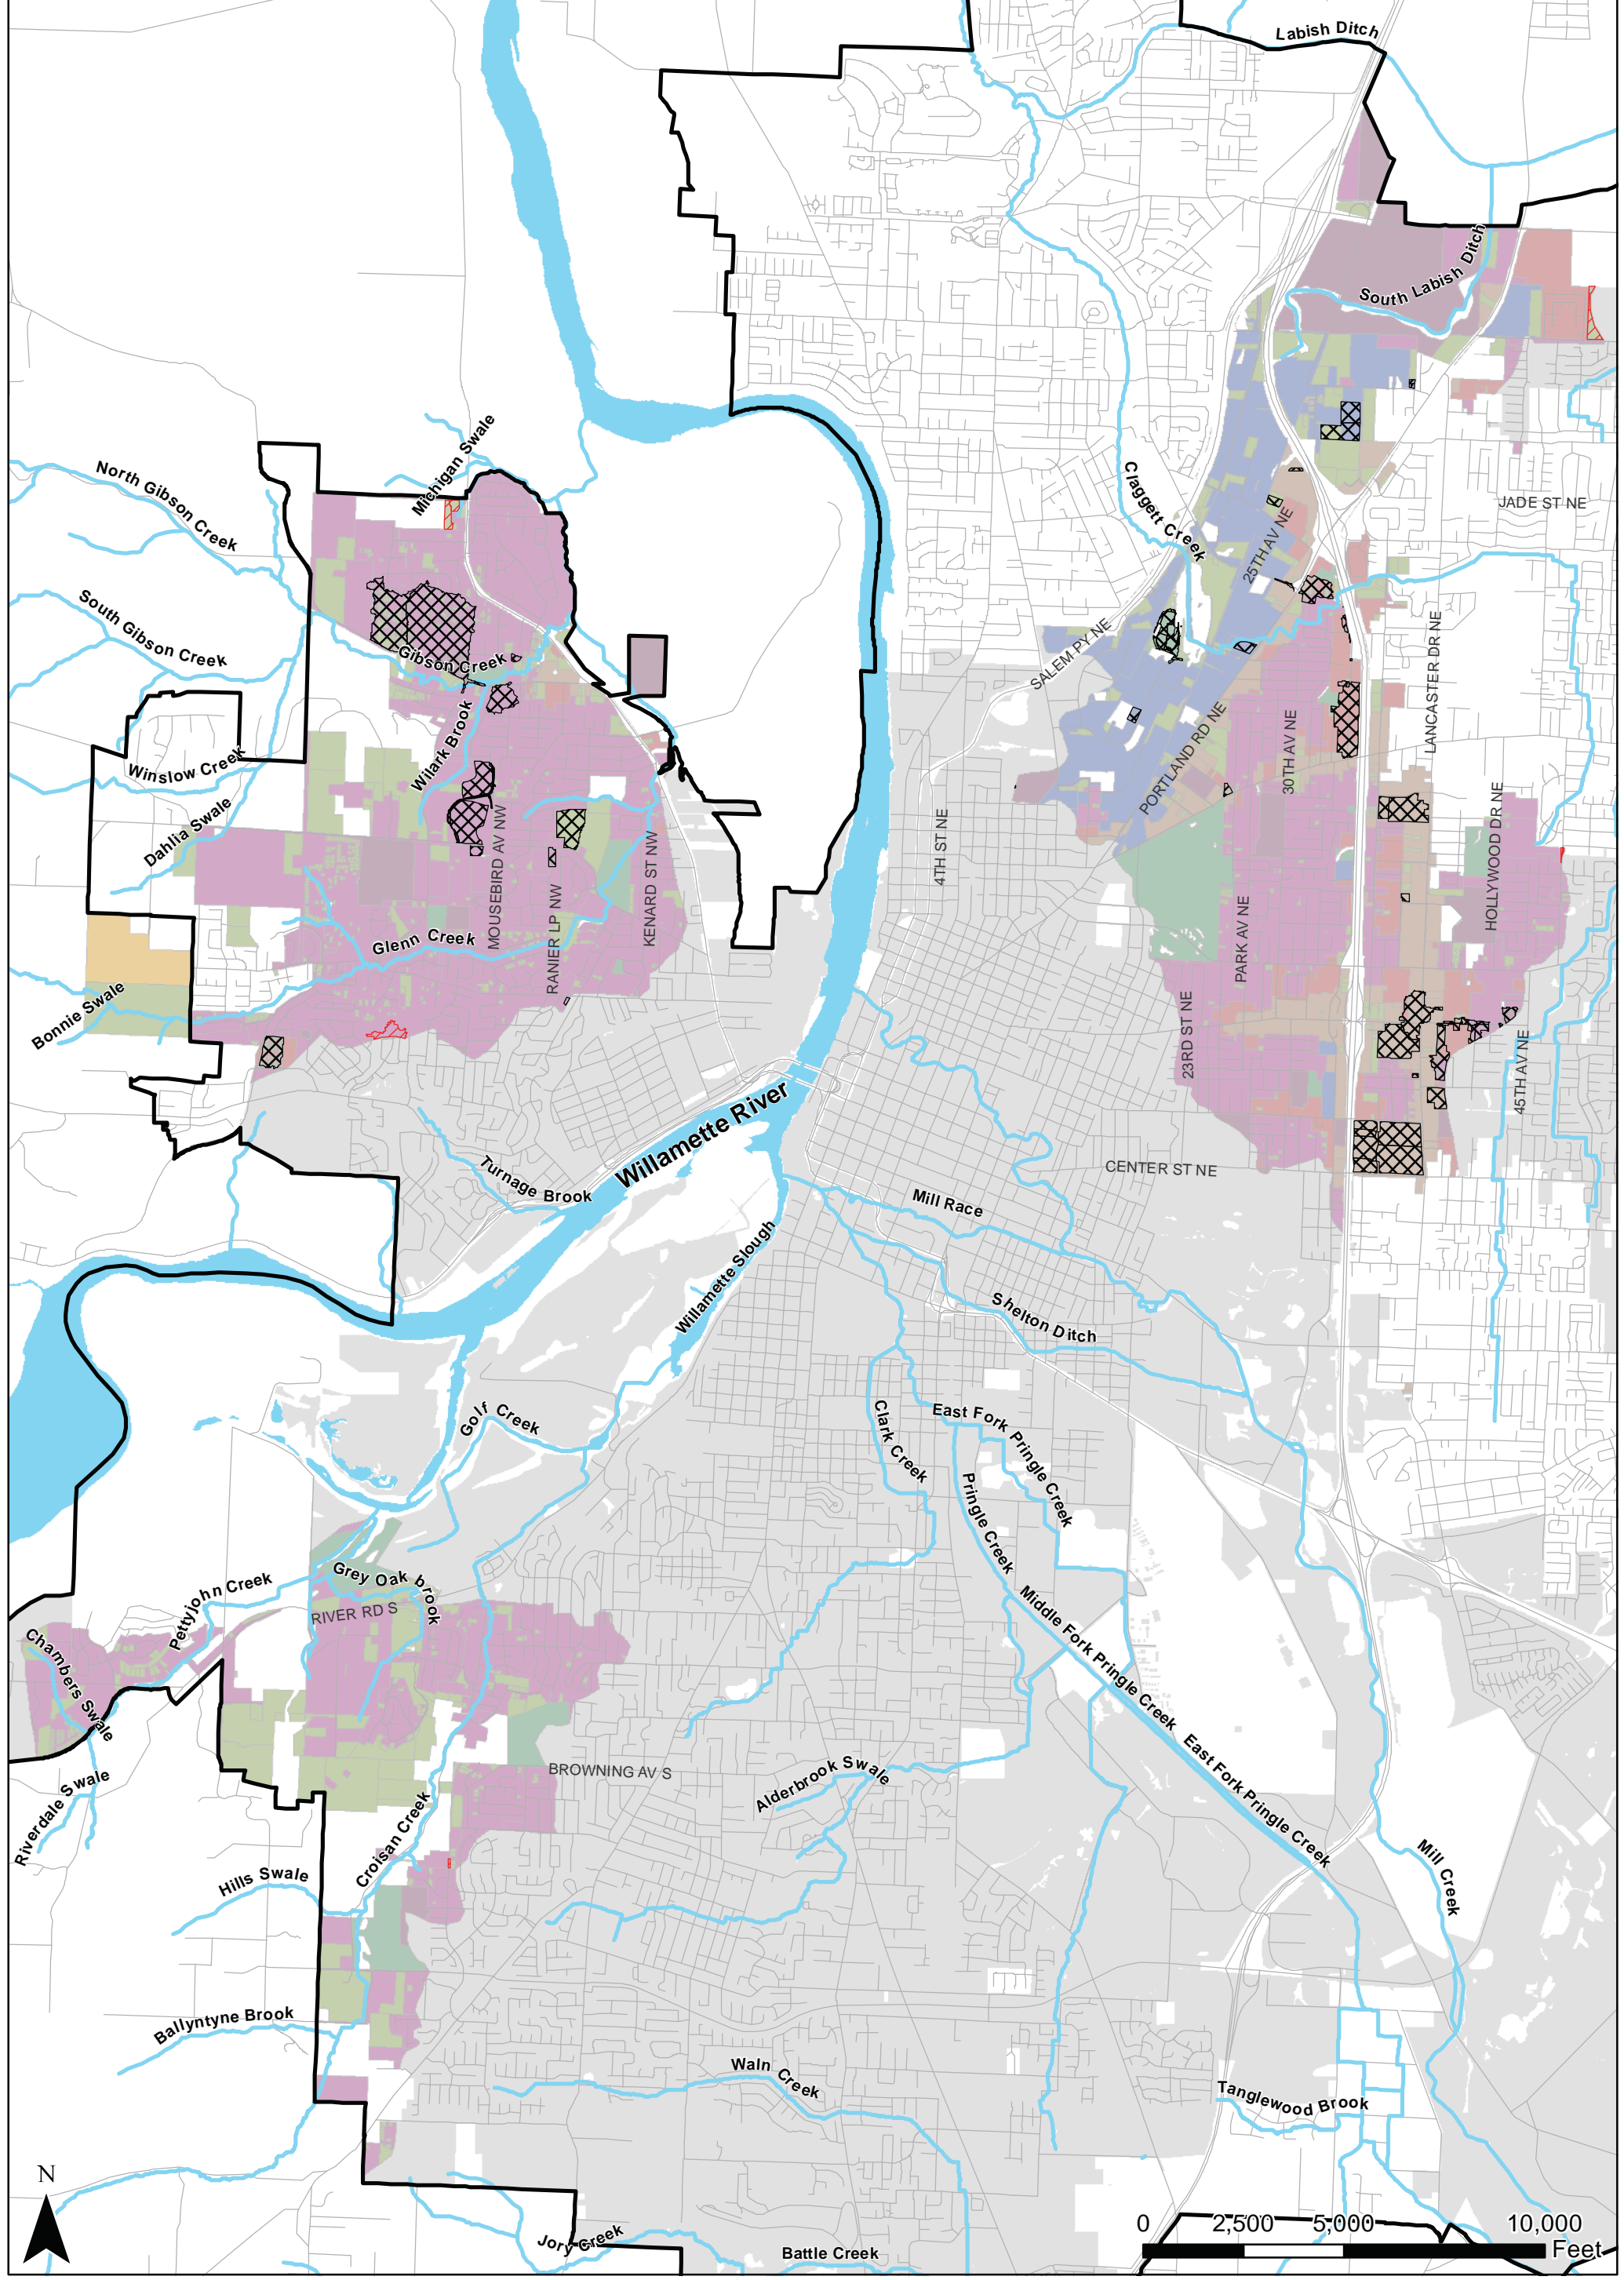 Labish Ditch
South Labish Ditch
Michigan Swale
North Gibson Creek
Claggett Creek
JADE ST NE
25TH AV NE
South Gibson Creek
SALEM PY NE
LANCASTER DR NE
Gibson Creek
Wilark Brook
PORTLAND RD NE
30TH AV NE
Winslow Creek
Dahlia Swale
MOUSEBIRD AV NW
4TH ST NE
HOLLYWOOD DR NE
RANIER LP NW
KENARD ST NW
PARK AV NE
Glenn Creek
Bonnie Swale
23RD ST NE
45TH AV NE
Willamette River
CENTER ST NE
Turnage Brook
Mill Race
Willamette Slough
Shelton Ditch
Golf Creek
Clark Creek
East Fork Pringle Creek
Pringle Creek
Grey Oak brook
Pettyjohn Creek
RIVER RD S
Middle Fork Pringle Creek
Chambers Swale
East Fork Pringle Creek
BROWNING AV S
Alderbrook Swale
Riverdale Swale
Croisan Creek
Mill Creek
Hills Swale
Ballyntyne Brook
Waln Creek
Tanglewood Brook
N
Jory Creek
Battle Creek
0 2,500 5,000 10,000
Feet